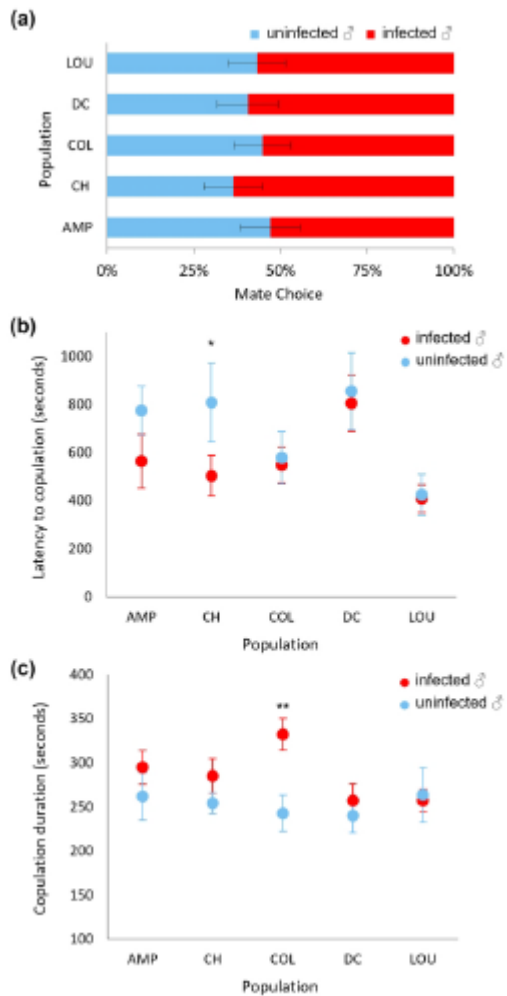 (a)
uninfected ♂ infected ♂
LOU
DC
COL
CH
AMP
Population
0% 25% 50% 75% 100%
Mate Choice
(b)
infected ♂
uninfected ♂
*
1000
800
600
400
600
200
0
Latency to copulation (seconds)
AMP CH COL DC LOU
Population
(c)
infected ♂
uninfected ♂
**
400
350
300
250
200
150
100
Copulation duration (seconds)
AMP CH COL DC LOU
Population